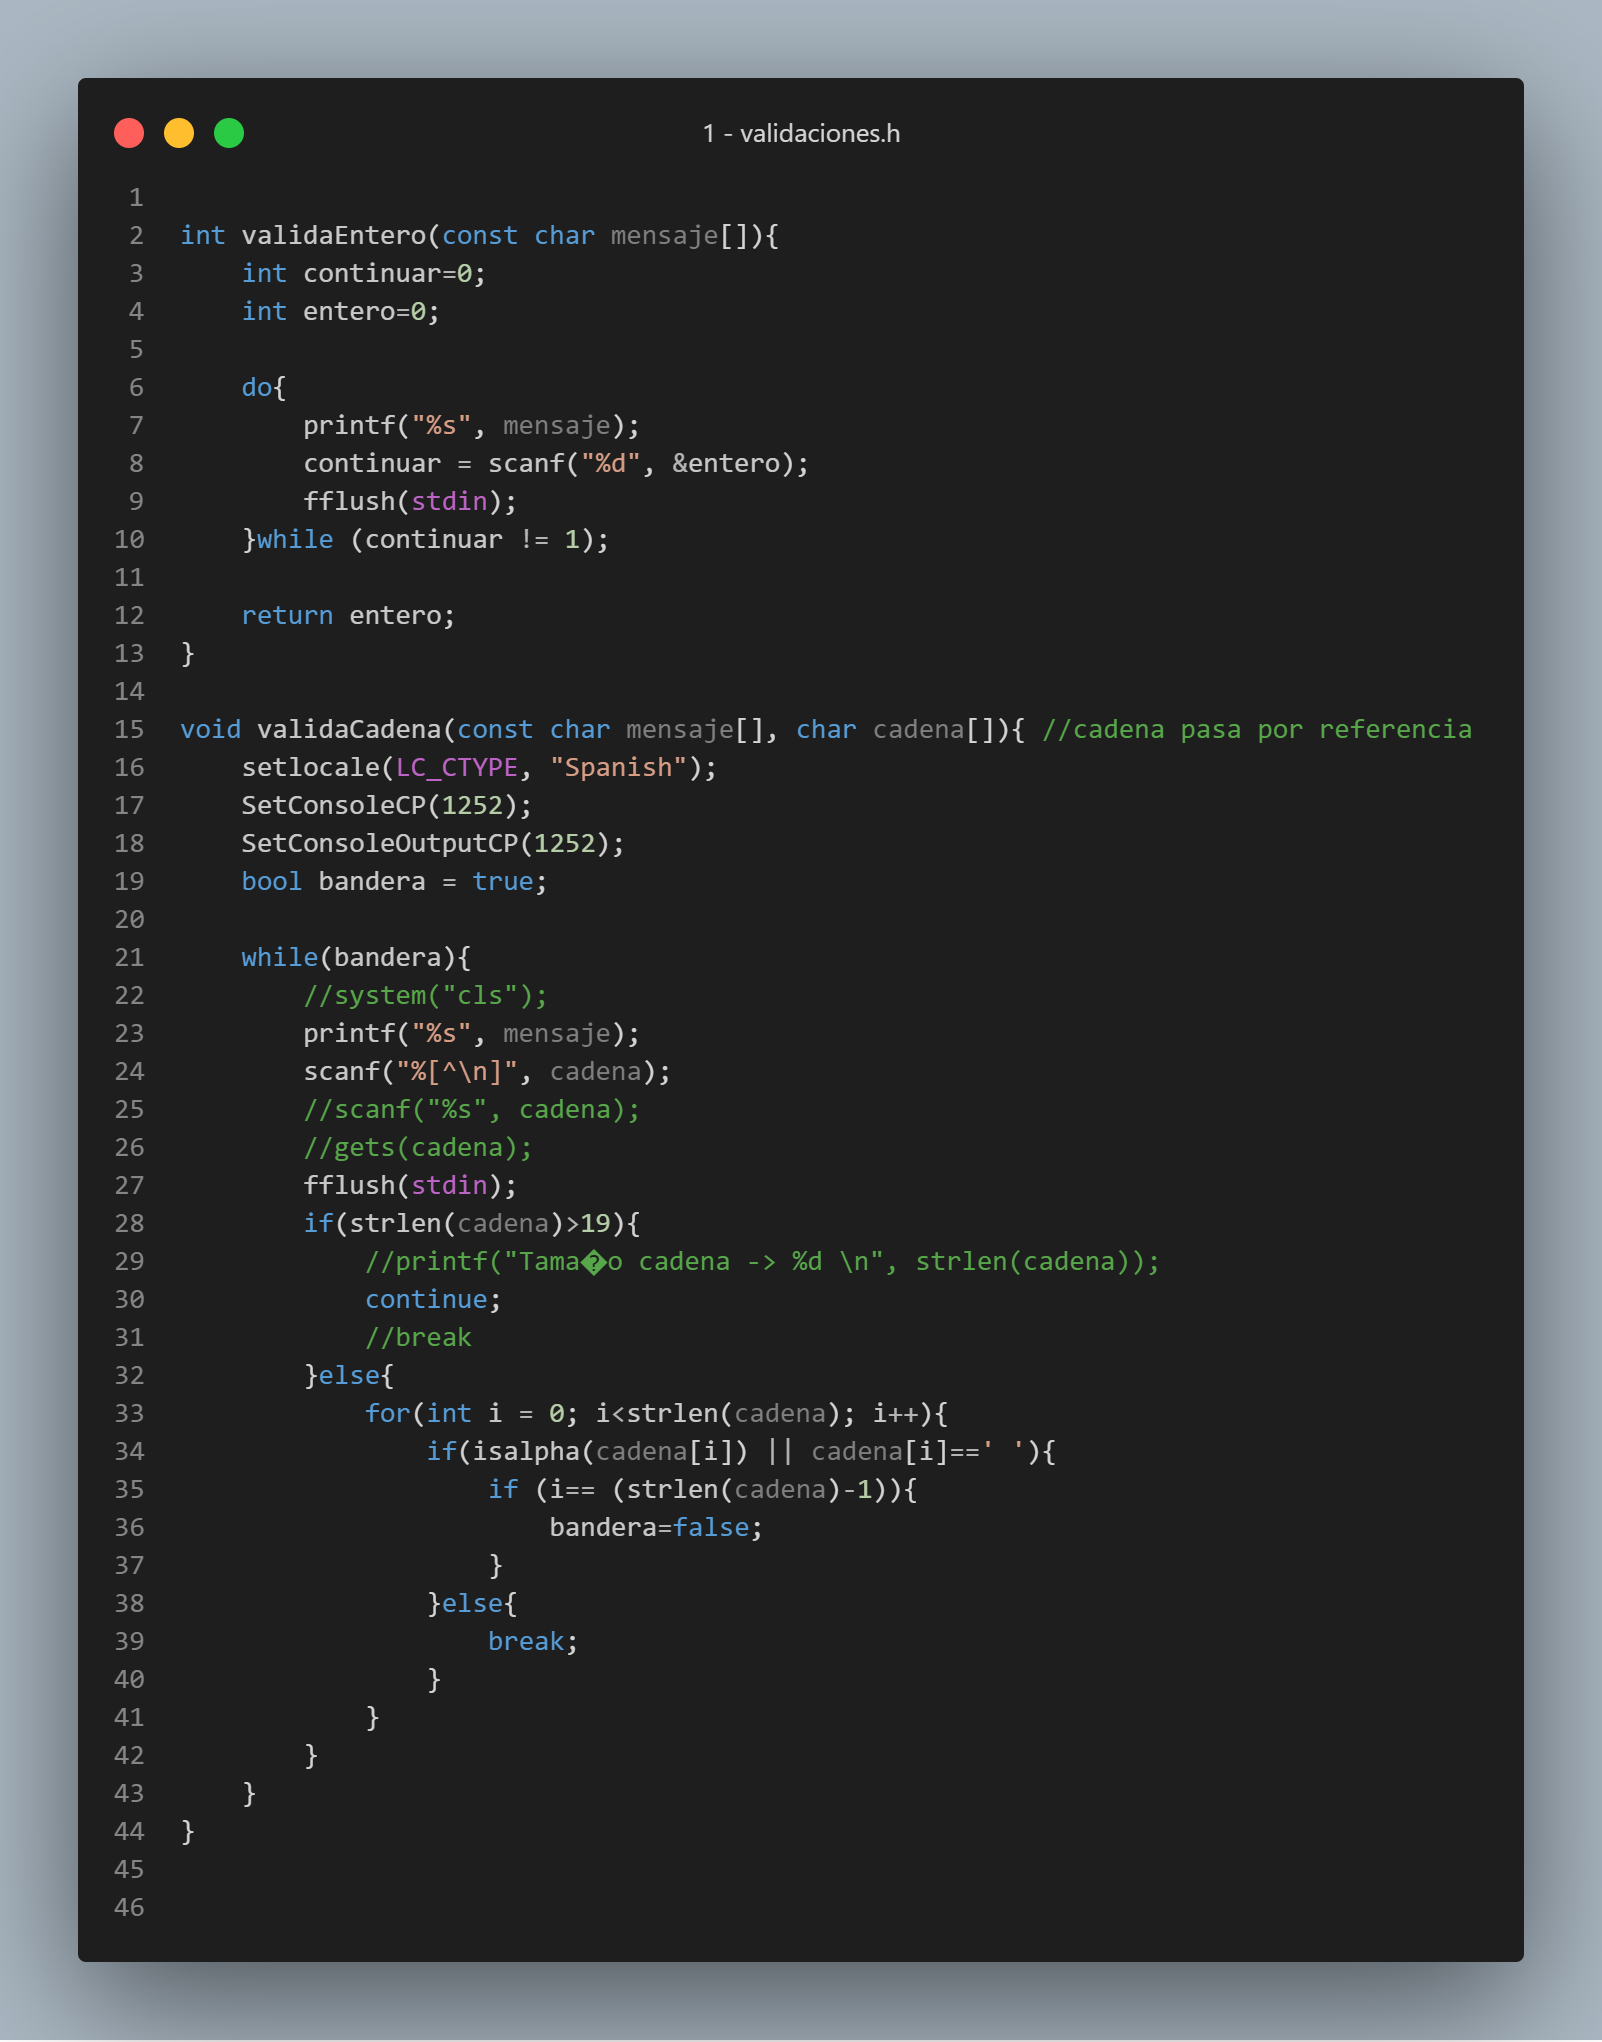 1 - validaciones.h
1
2 int validaEntero(const char mensaje[]){
3     int continuar=0;
4     int entero=0;
5
6     do{
7         printf("%s", mensaje);
8         continuar = scanf("%d", &entero);
9         fflush(stdin);
10     }while (continuar != 1);
11
12     return entero;
13 }
14
15 void validaCadena(const char mensaje[], char cadena[]){ //cadena pasa por referencia
16     setlocale(LC_CTYPE, "Spanish");
17     SetConsoleCP(1252);
18     SetConsoleOutputCP(1252);
19     bool bandera = true;
20
21     while(bandera){
22         //system("cls");
23         printf("%s", mensaje);
24         scanf("%[^\n]", cadena);
25         //scanf("%s", cadena);
26         //gets(cadena);
27         fflush(stdin);
28         if(strlen(cadena)>19){
29             //printf("Tama�o cadena -> %d \n", strlen(cadena));
30             continue;
31             //break
32         }else{
33             for(int i = 0; i<strlen(cadena); i++){
34                 if(isalpha(cadena[i]) || cadena[i]==' '){
35                     if (i== (strlen(cadena)-1)){
36                         bandera=false;
37                     }
38                 }else{
39                     break;
40                 }
41             }
42         }
43     }
44 }
45
46